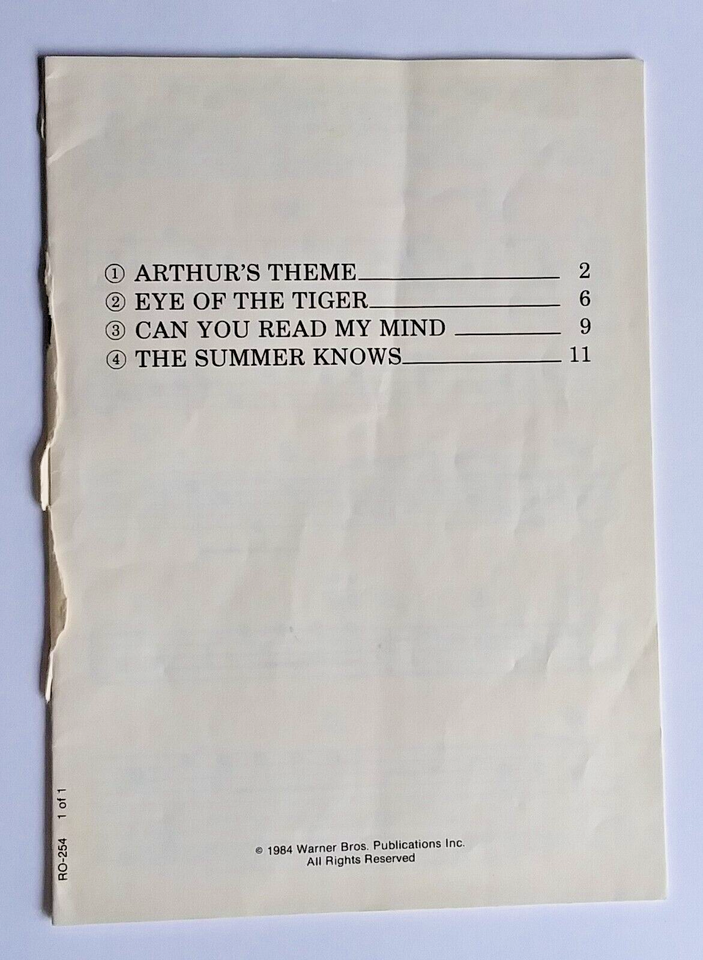 ① ARTHUR'S THEME 2
② EYE OF THE TIGER 6
③ CAN YOU READ MY MIND 9
④ THE SUMMER KNOWS 11
RO-254 1 of 1
© 1984 Warner Bros. Publications Inc.
All Rights Reserved